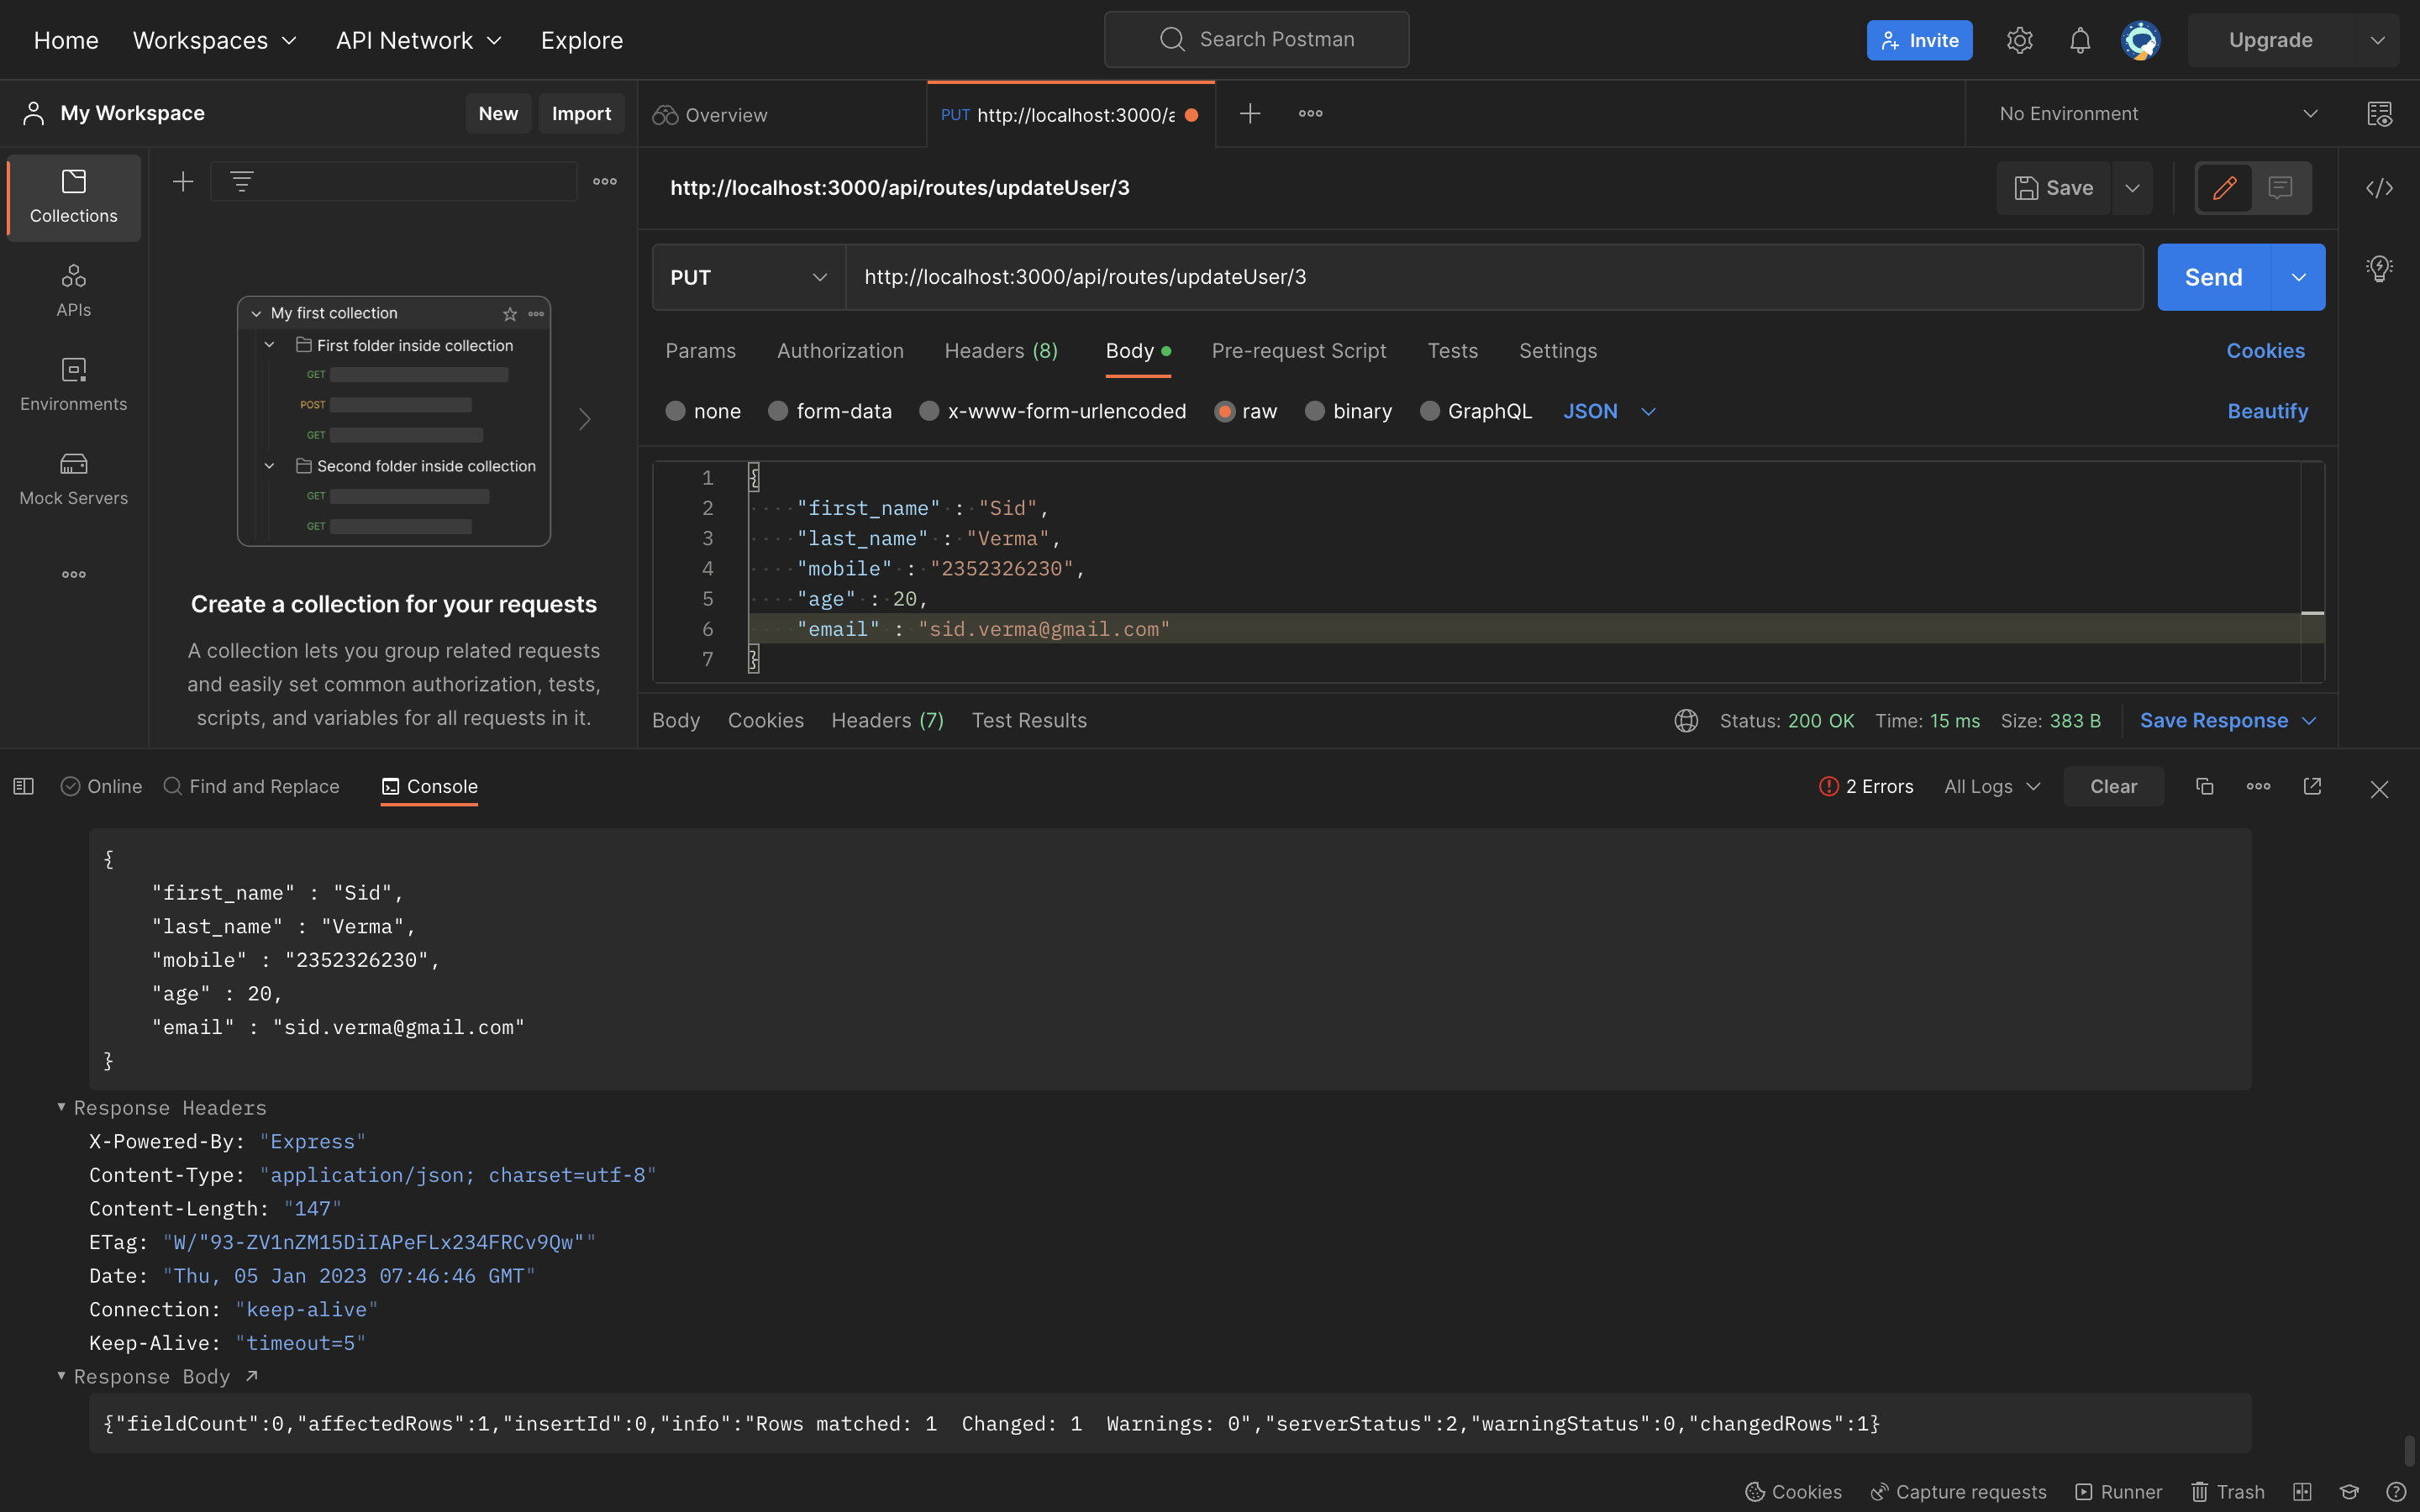 Home Workspaces API Network Explore Search Postman Invite Upgrade
My Workspace New Import Overview PUT http://localhost:3000/a No Environment
Collections
APIs
Environments
Mock Servers
My first collection
First folder inside collection
GET
POST
GET
Second folder inside collection
GET
GET
Create a collection for your requests
A collection lets you group related requests
and easily set common authorization, tests,
scripts, and variables for all requests in it.
http://localhost:3000/api/routes/updateUser/3 Save
PUT http://localhost:3000/api/routes/updateUser/3 Send
Params Authorization Headers (8) Body Pre-request Script Tests Settings Cookies
none form-data x-www-form-urlencoded raw binary GraphQL JSON Beautify
1 {
2 "first_name" : "Sid",
3 "last_name" : "Verma",
4 "mobile" : "2352326230",
5 "age" : 20,
6 "email" : "sid.verma@gmail.com"
7 }
Body Cookies Headers (7) Test Results Status: 200 OK Time: 15 ms Size: 383 B Save Response
Online Find and Replace Console 2 Errors All Logs Clear
{
"first_name" : "Sid",
"last_name" : "Verma",
"mobile" : "2352326230",
"age" : 20,
"email" : "sid.verma@gmail.com"
}
Response Headers
X-Powered-By: "Express"
Content-Type: "application/json; charset=utf-8"
Content-Length: "147"
ETag: "W/"93-ZV1nZM15DiIAPeFLx234FRCv9Qw""
Date: "Thu, 05 Jan 2023 07:46:46 GMT"
Connection: "keep-alive"
Keep-Alive: "timeout=5"
Response Body
{"fieldCount":0,"affectedRows":1,"insertId":0,"info":"Rows matched: 1  Changed: 1  Warnings: 0","serverStatus":2,"warningStatus":0,"changedRows":1}
Cookies Capture requests Runner Trash